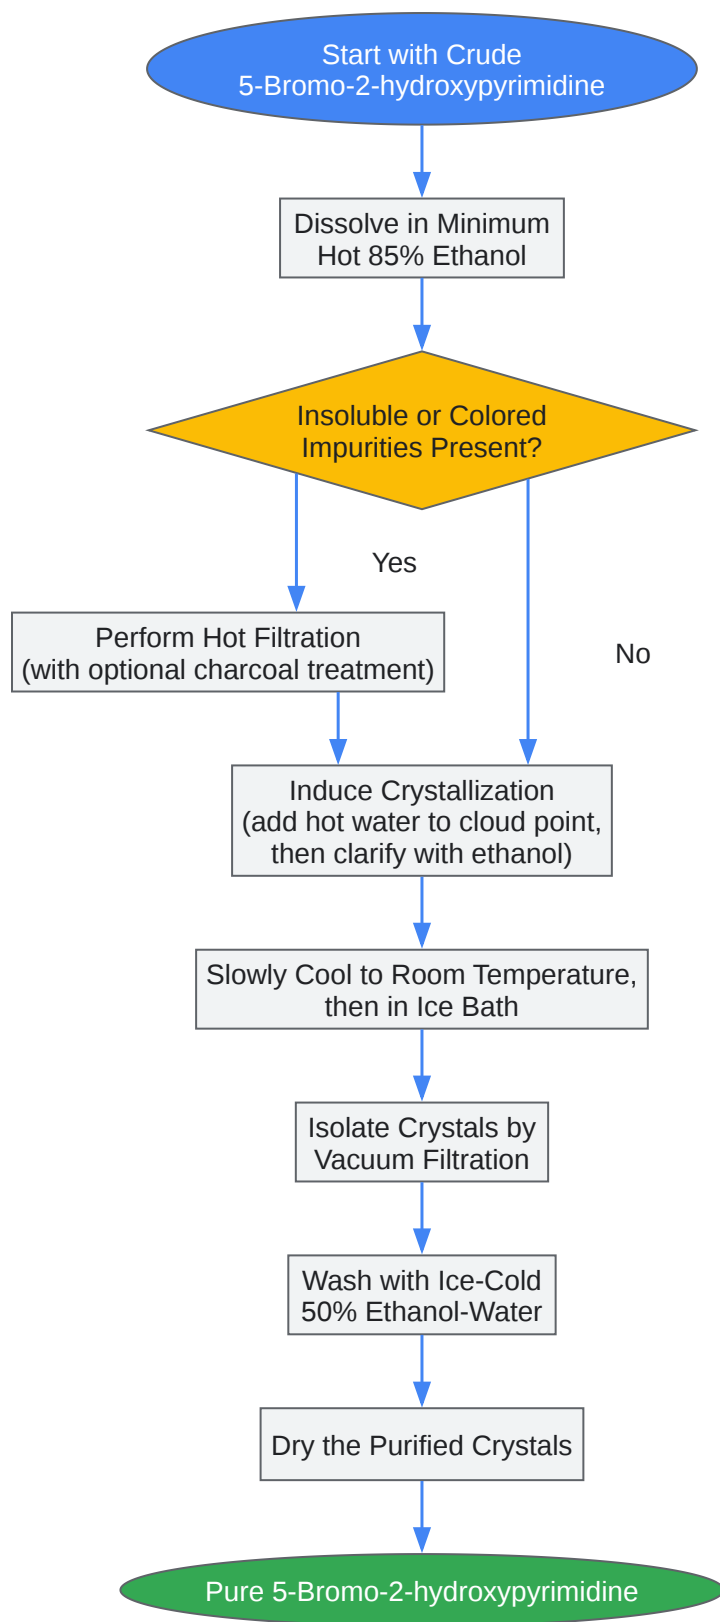 Start with Crude
5-Bromo-2-hydroxypyrimidine
Dissolve in Minimum
Hot 85% Ethanol
Insoluble or Colored
Impurities Present?
Yes
Perform Hot Filtration
(with optional charcoal treatment)
No
Induce Crystallization
(add hot water to cloud point,
then clarify with ethanol)
Slowly Cool to Room Temperature,
then in Ice Bath
Isolate Crystals by
Vacuum Filtration
Wash with Ice-Cold
50% Ethanol-Water
Dry the Purified Crystals
Pure 5-Bromo-2-hydroxypyrimidine